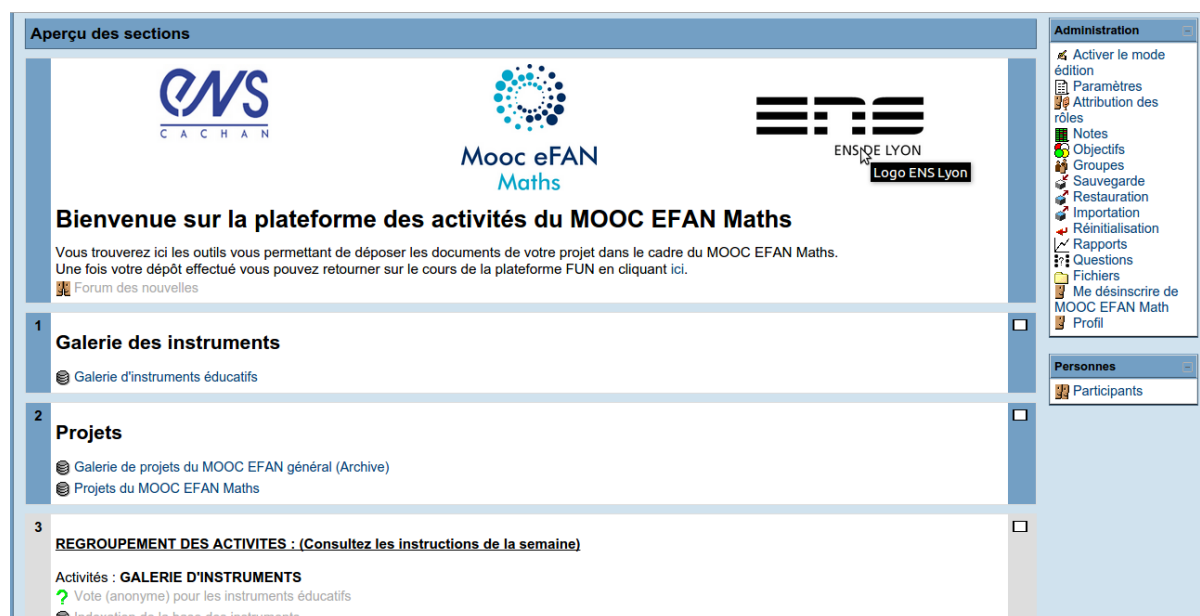 Aperçu des sections
ens
CACHAN
Mooc eFAN
Maths
ENS
ENS DE LYON
Logo ENS Lyon
Bienvenue sur la plateforme des activités du MOOC EFAN Maths
Vous trouverez ici les outils vous permettant de déposer les documents de votre projet dans le cadre du MOOC EFAN Maths.
Une fois votre dépôt effectué vous pouvez retourner sur le cours de la plateforme FUN en cliquant ici.
Forum des nouvelles
1
Galerie des instruments
Galerie d'instruments éducatifs
2
Projets
Galerie de projets du MOOC EFAN général (Archive)
Projets du MOOC EFAN Maths
3
REGROUPEMENT DES ACTIVITES : (Consultez les instructions de la semaine)
Activités : GALERIE D'INSTRUMENTS
Vote (anonyme) pour les instruments éducatifs
Indexation de la base des instruments
Administration
Activer le mode
édition
Paramètres
Attribution des
rôles
Notes
Objectifs
Groupes
Sauvegarde
Restauration
Importation
Réinitialisation
Rapports
Questions
Fichiers
Me désinscrire de
MOOC EFAN Math
Profil
Personnes
Participants